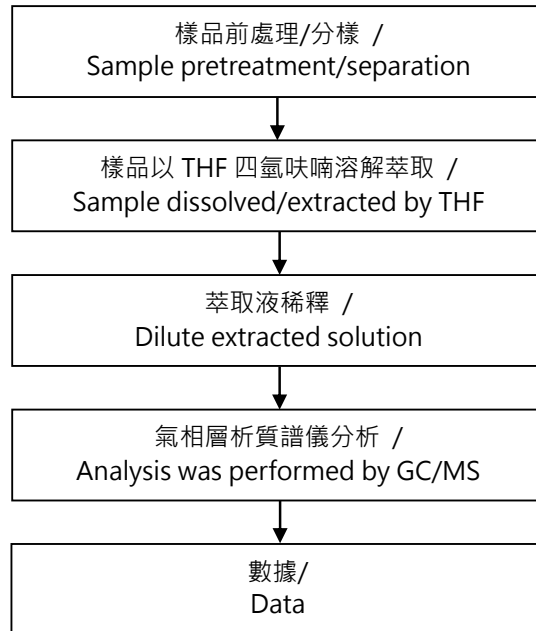 樣品前處理/分樣 /
Sample pretreatment/separation
樣品以 THF 四氫呋喃溶解萃取 /
Sample dissolved/extracted by THF
萃取液稀釋 /
Dilute extracted solution
氣相層析質譜儀分析 /
Analysis was performed by GC/MS
數據/
Data